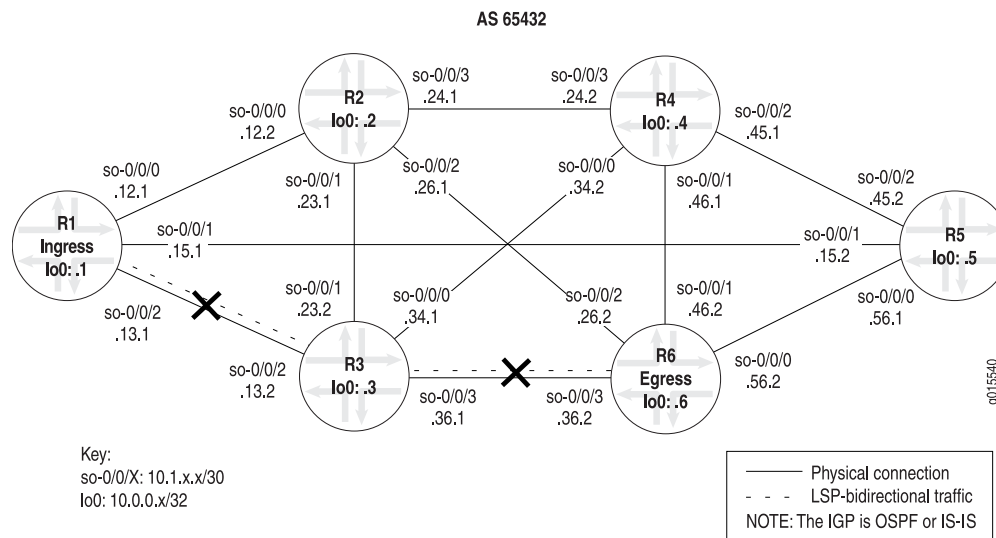 AS 65432
so-0/0/3
.24.1
so-0/0/3
.24.2
R2
lo0: .2
R4
lo0: .4
so-0/0/0
.12.2
so-0/0/2
.45.1
so-0/0/0
.12.1
so-0/0/2
.26.1
so-0/0/0
.34.2
so-0/0/1
.23.1
so-0/0/1
.46.1
so-0/0/2
.45.2
R1
Ingress
lo0: .1
so-0/0/1
.15.1
so-0/0/1
.15.2
R5
lo0: .5
so-0/0/2
.13.1
so-0/0/1
.23.2
so-0/0/0
.34.1
so-0/0/2
.26.2
so-0/0/1
.46.2
so-0/0/0
.56.1
so-0/0/2
.13.2
R3
lo0: .3
R6
Egress
lo0: .6
so-0/0/0
.56.2
so-0/0/3
.36.1
so-0/0/3
.36.2
g015540
Key:
so-0/0/X: 10.1.x.x/30
lo0: 10.0.0.x/32
Physical connection
LSP-bidirectional traffic
NOTE: The IGP is OSPF or IS-IS